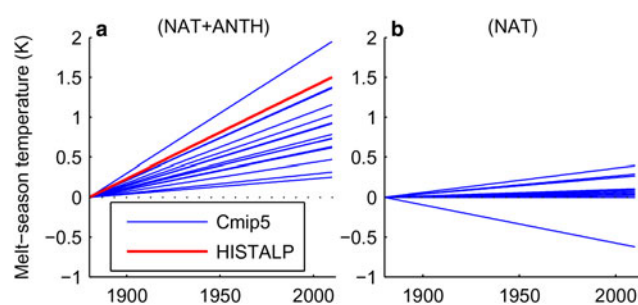 a (NAT+ANTH)
b (NAT)
Melt-season temperature (K)
2
1.5
1
0.5
0
−0.5
−1
Cmip5
HISTALP
1900 1950 2000
2
1.5
1
0.5
0
−0.5
−1
1900 1950 2000